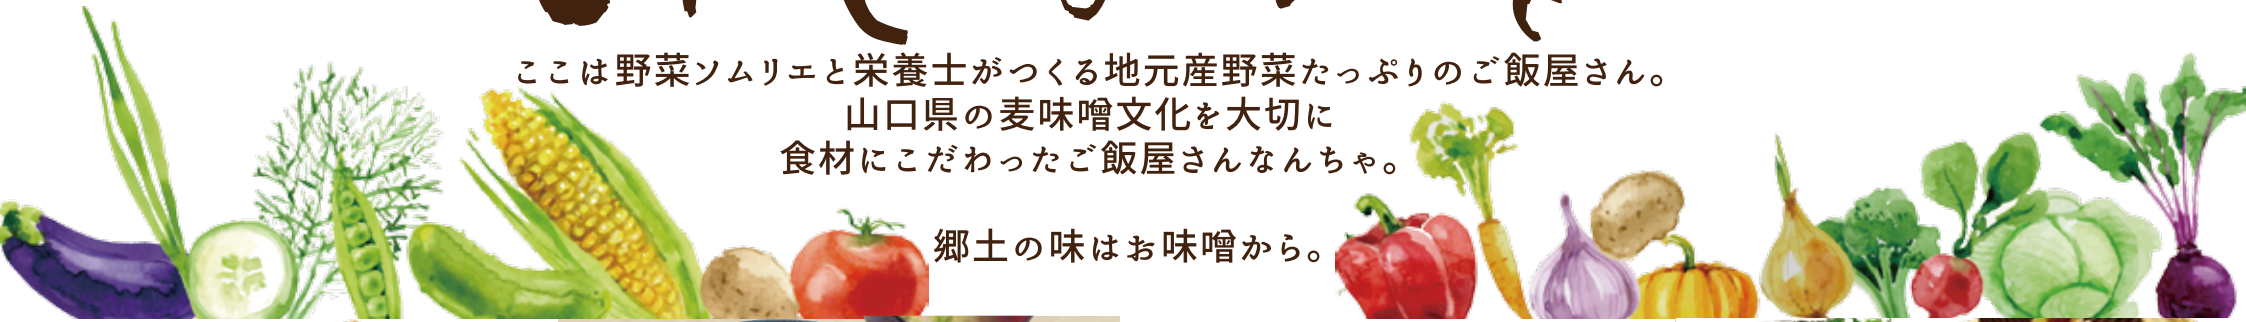 ここは野菜ソムリエと栄養士がつくる地元産野菜たっぷりのご飯屋さん。
山口県の麦味噌文化を大切に
食材にこだわったご飯屋さんなんちゃ。
郷土の味はお味噌から。